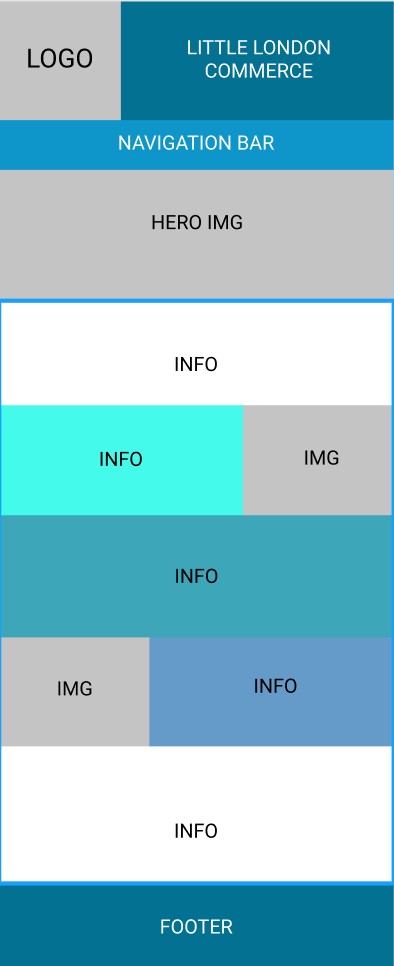 LOGO
LITTLE LONDON
COMMERCE
NAVIGATION BAR
HERO IMG
INFO
INFO
IMG
INFO
IMG
INFO
INFO
FOOTER